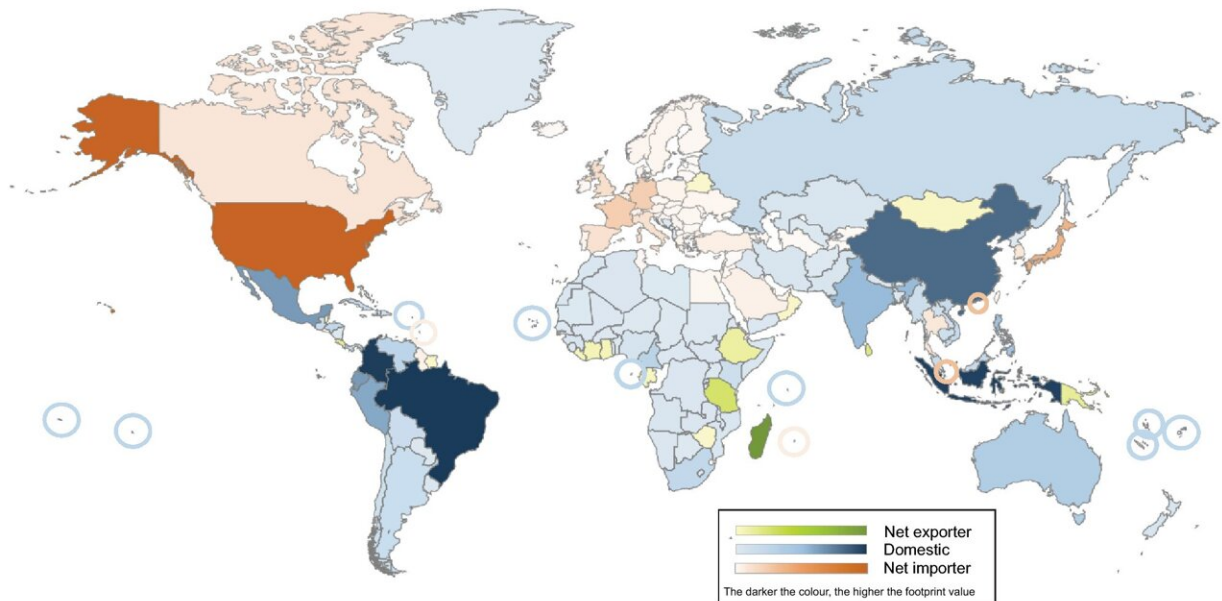 Net exporter
Domestic
Net importer
The darker the colour, the higher the footprint value